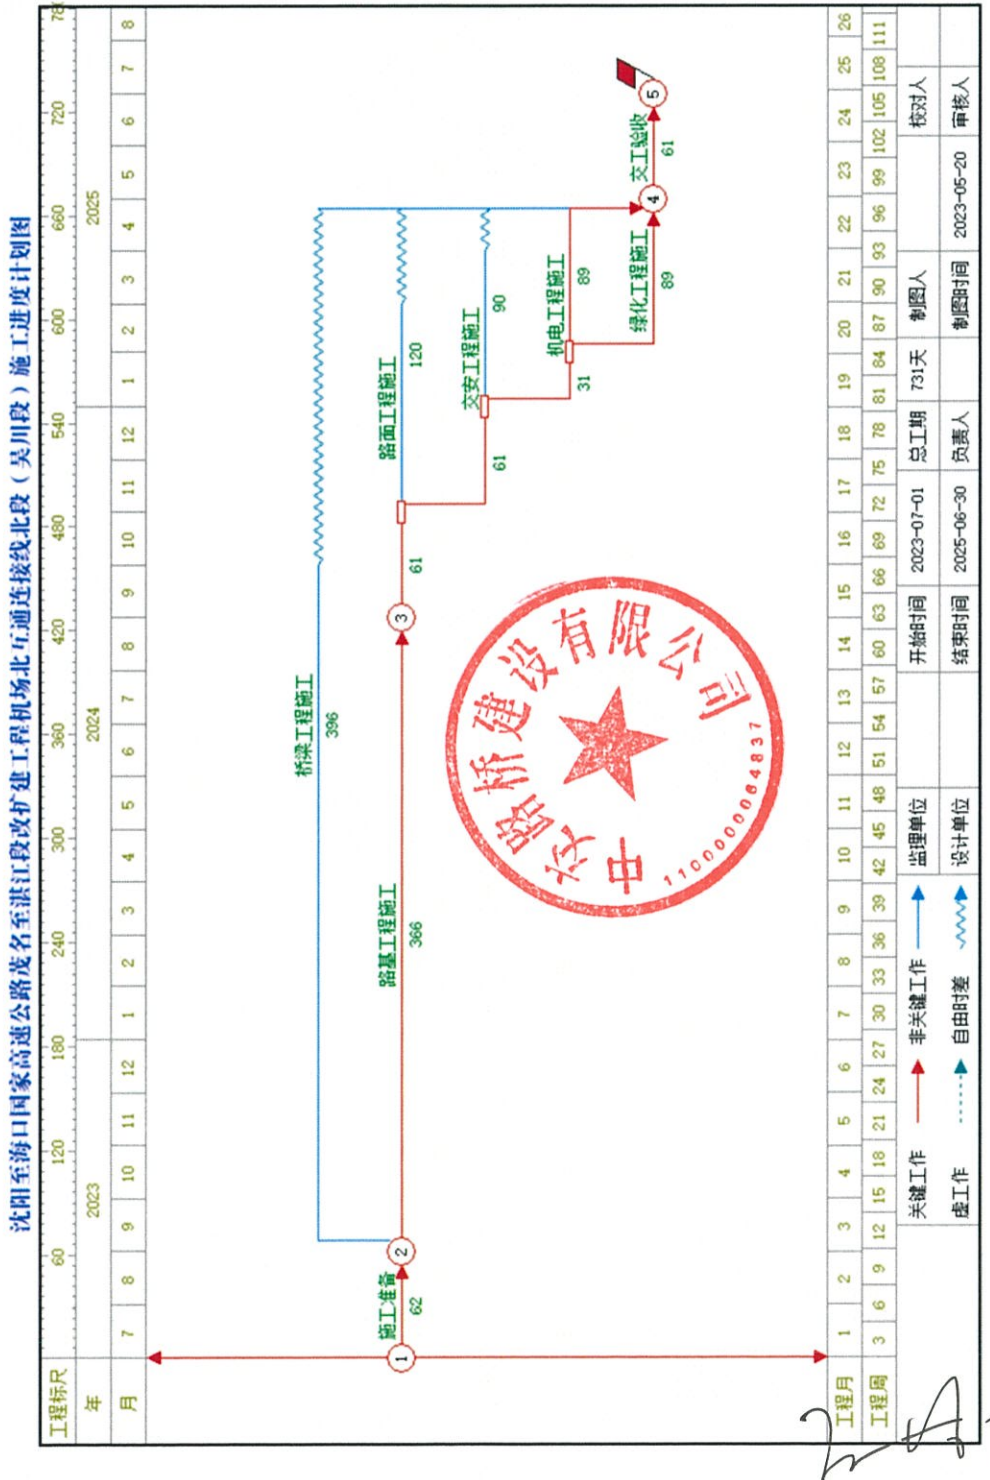 沈阳至海口国家高速公路茂名至湛江段改扩建工程机场北互通连接线北段（吴川段）施工进度计划图
工程标尺 60 120 180 240 300 360 420 480 540 600 660 720 780
年 2023 2024 2025
月 7 8 9 10 11 12 1 2 3 4 5 6 7 8 9 10 11 12 1 2 3 4 5 6 7 8
桥梁工程施工
396
施工准备
62
路基工程施工
366
61
路面工程施工
120
61
交安工程施工
90
31
机电工程施工
89
绿化工程施工
89
交工验收
61
1
2
3
4
5
中交路桥建设有限公司
工程月 1 2 3 4 5 6 7 8 9 10 11 12 13 14 15 16 17 18 19 20 21 22 23 24 25 26
工程周 3 6 9 12 15 18 21 24 27 30 33 36 39 42 45 48 51 54 57 60 63 66 69 72 75 78 81 84 87 90 93 96 99 102 105 108 111
关键工作 非关键工作 监理单位 开始时间 2023-07-01 总工期 731天 制图人 校对人
虚工作 自由时差 设计单位 结束时间 2025-06-30 负责人 制图时间 2023-05-20 审核人